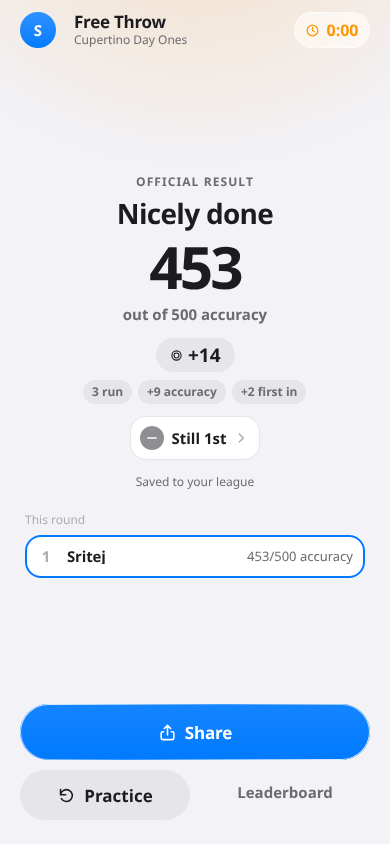 S
Free Throw
Cupertino Day Ones
0:00
OFFICIAL RESULT
Nicely done
453
out of 500 accuracy
+14
3 run
+9 accuracy
+2 first in
Still 1st
Saved to your league
This round
1 Sritej 453/500 accuracy
Share
Practice
Leaderboard